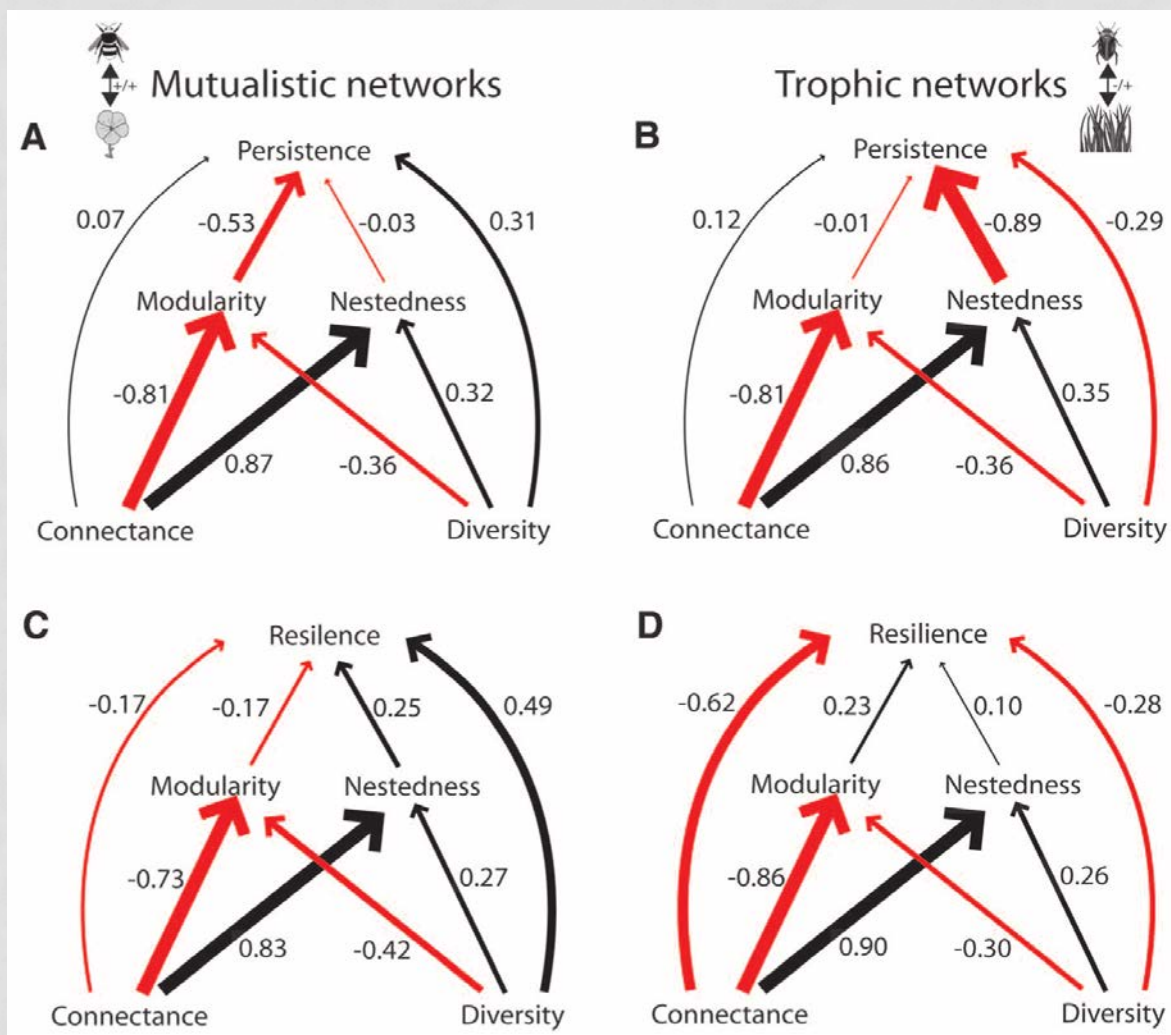 +/+
Mutualistic networks
Trophic networks
-/+
A
Persistence
0.07
-0.53
-0.03
0.31
Modularity
Nestedness
-0.81
0.32
0.87
-0.36
Connectance
Diversity
B
Persistence
0.12
-0.01
-0.89
-0.29
Modularity
Nestedness
-0.81
0.35
0.86
-0.36
Connectance
Diversity
C
Resilence
-0.17
-0.17
0.25
0.49
Modularity
Nestedness
-0.73
0.27
0.83
-0.42
Connectance
Diversity
D
Resilience
-0.62
0.23
0.10
-0.28
Modularity
Nestedness
-0.86
0.26
0.90
-0.30
Connectance
Diversity